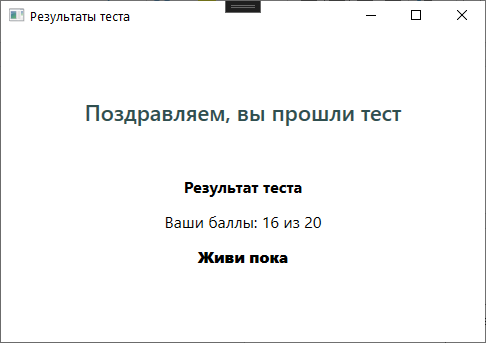 Результаты теста
Поздравляем, вы прошли тест
Результат теста
Ваши баллы: 16 из 20
Живи пока